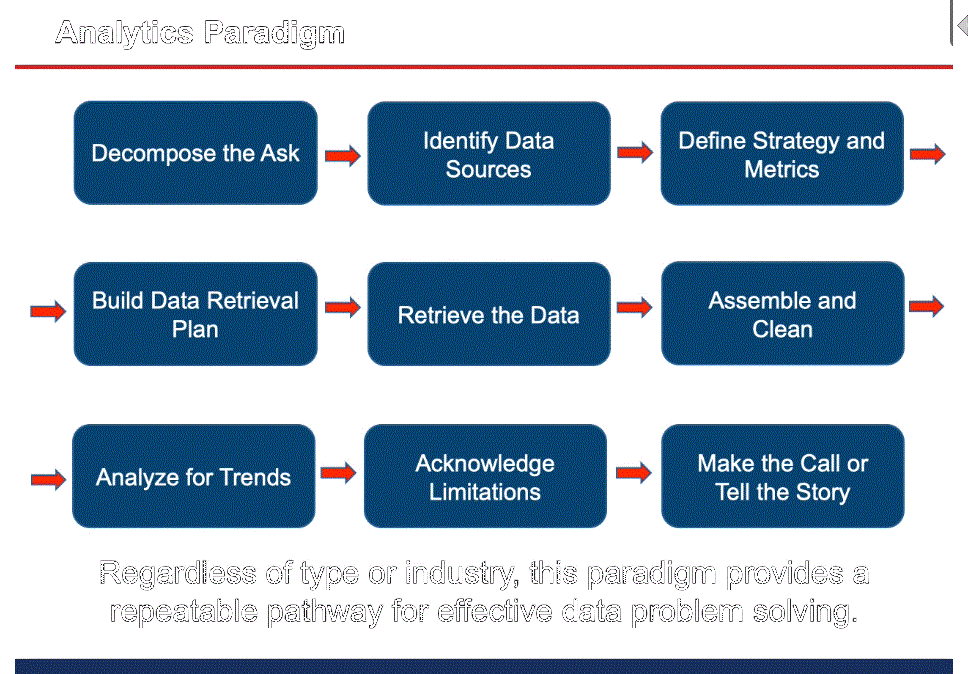 Analytics Paradigm
Decompose the Ask
Identify Data
Sources
Define Strategy and
Metrics
Build Data Retrieval
Plan
Retrieve the Data
Assemble and
Clean
Analyze for Trends
Acknowledge
Limitations
Make the Call or
Tell the Story
Regardless of type or industry, this paradigm provides a
repeatable pathway for effective data problem solving.